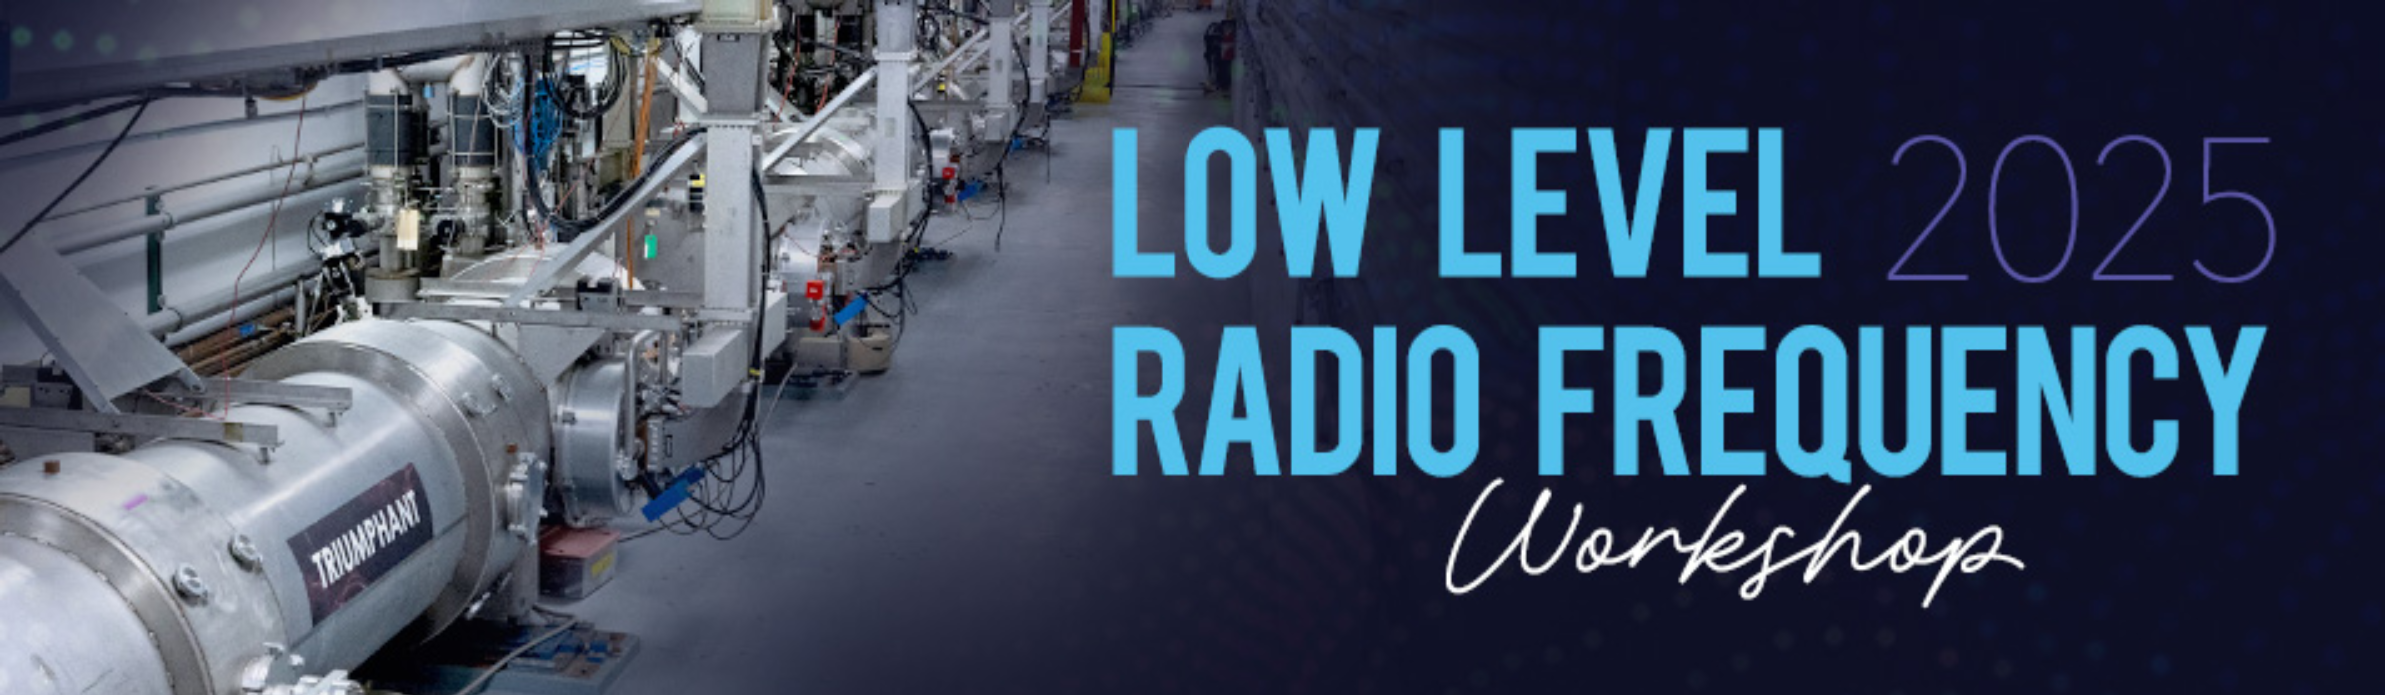 LOW LEVEL 2025
RADIO FREQUENCY
Workshop
TRIUMPHANT